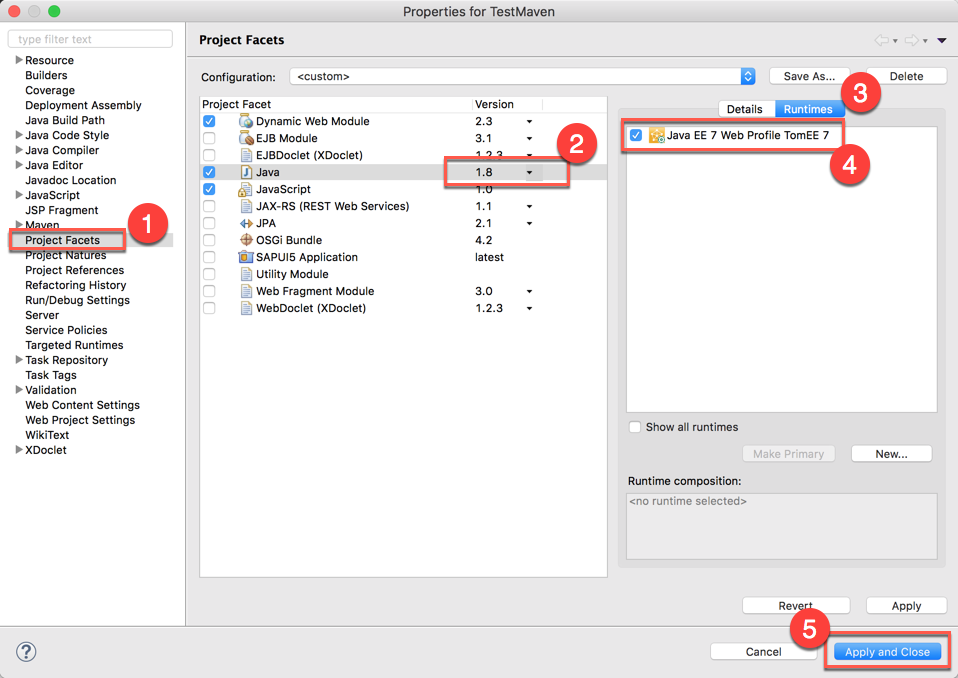 Properties for TestMaven
type filter text
Resource
Builders
Coverage
Deployment Assembly
Java Build Path
Java Code Style
Java Compiler
Java Editor
Javadoc Location
JavaScript
JSP Fragment
Maven
Project Facets
Project Natures
Project References
Refactoring History
Run/Debug Settings
Server
Service Policies
Targeted Runtimes
Task Repository
Task Tags
Validation
Web Content Settings
Web Project Settings
WikiText
XDoclet
1
Project Facets
Configuration: <custom> Save As... Delete
Project Facet Version
Dynamic Web Module 2.3
EJB Module 3.1
EJBDoclet (XDoclet) 1.2.3
Java 1.8
JavaScript 1.0
JAX-RS (REST Web Services) 1.1
JPA 2.1
OSGi Bundle 4.2
SAPUI5 Application latest
Utility Module
Web Fragment Module 3.0
WebDoclet (XDoclet) 1.2.3
2
Details Runtimes
3
Java EE 7 Web Profile TomEE 7
4
Show all runtimes
Make Primary New...
Runtime composition:
<no runtime selected>
Revert Apply
5
? Cancel Apply and Close